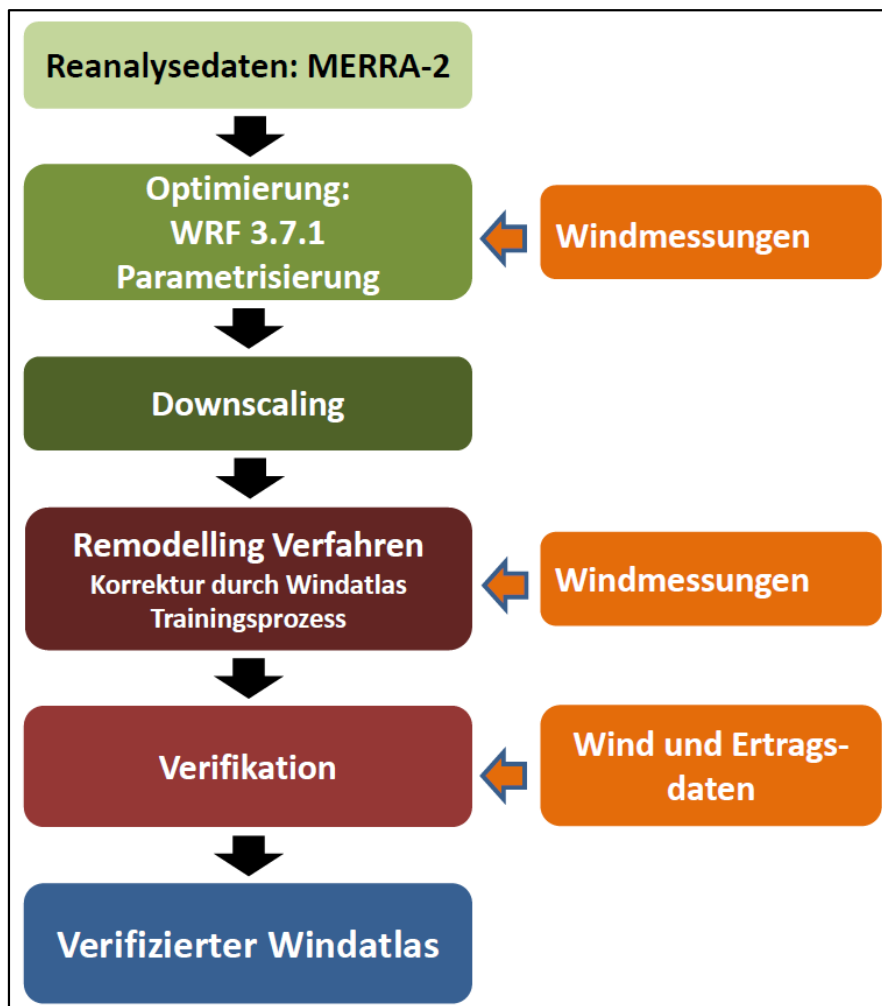 Reanalysedaten: MERRA-2
Optimierung:
WRF 3.7.1
Parametrisierung
Windmessungen
Downscaling
Remodelling Verfahren
Korrektur durch Windatlas
Trainingsprozess
Windmessungen
Verifikation
Wind und Ertrags-
daten
Verifizierter Windatlas